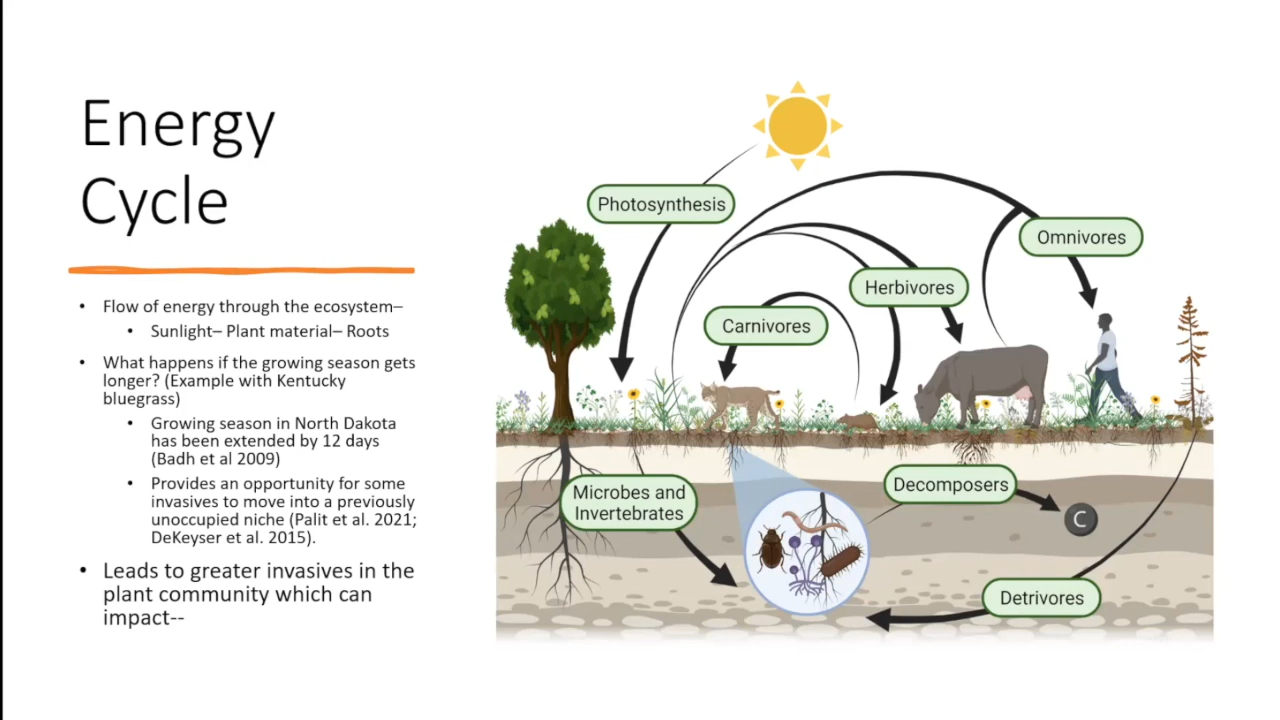 Energy
Cycle
• Flow of energy through the ecosystem–
• Sunlight– Plant material– Roots
• What happens if the growing season gets
longer? (Example with Kentucky
bluegrass)
• Growing season in North Dakota
has been extended by 12 days
(Badh et al 2009)
• Provides an opportunity for some
invasives to move into a previously
unoccupied niche (Palit et al. 2021;
DeKeyser et al. 2015).
• Leads to greater invasives in the
plant community which can
impact--
Photosynthesis
Omnivores
Herbivores
Carnivores
Microbes and
Invertebrates
Decomposers
C
Detrivores